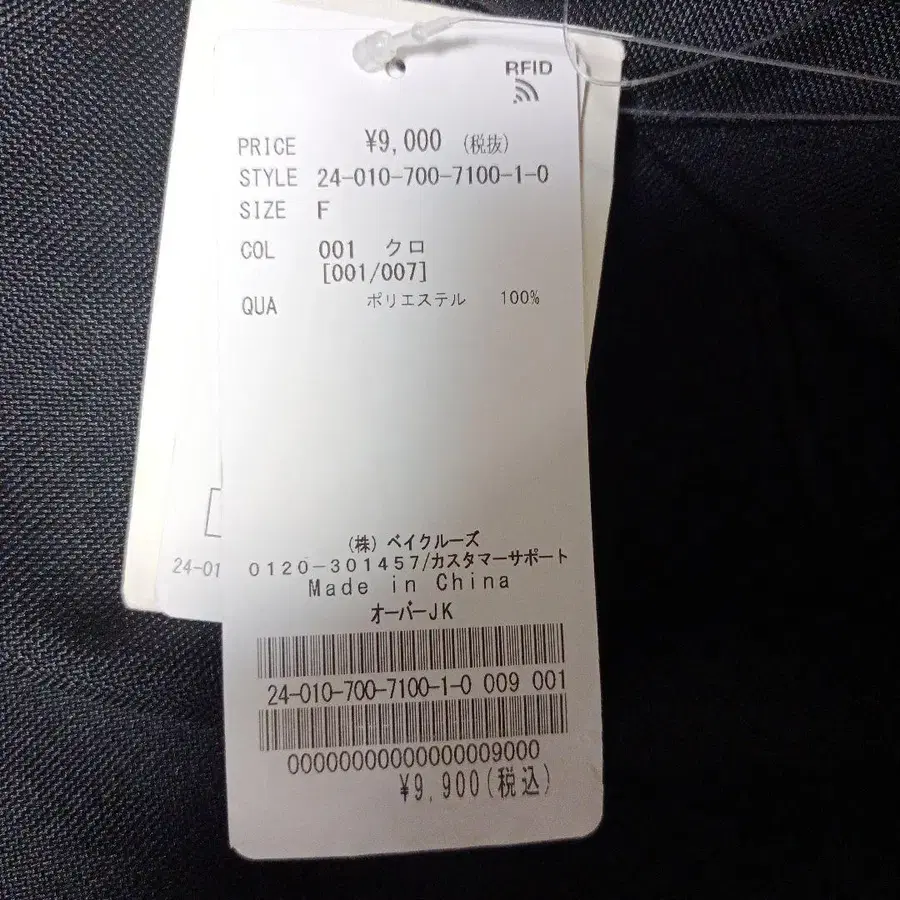 RFID
PRICE ¥9,000 (税抜)
STYLE 24-010-700-7100-1-0
SIZE F
COL 001 クロ
[001/007]
QUA ポリエステル 100%
(株) ベイクルーズ
24-01
0120-301457/カスタマーサポート
Made in China
オーバーJK
24-010-700-7100-1-0 009 001
00000000000000009000
¥9,900(税込)